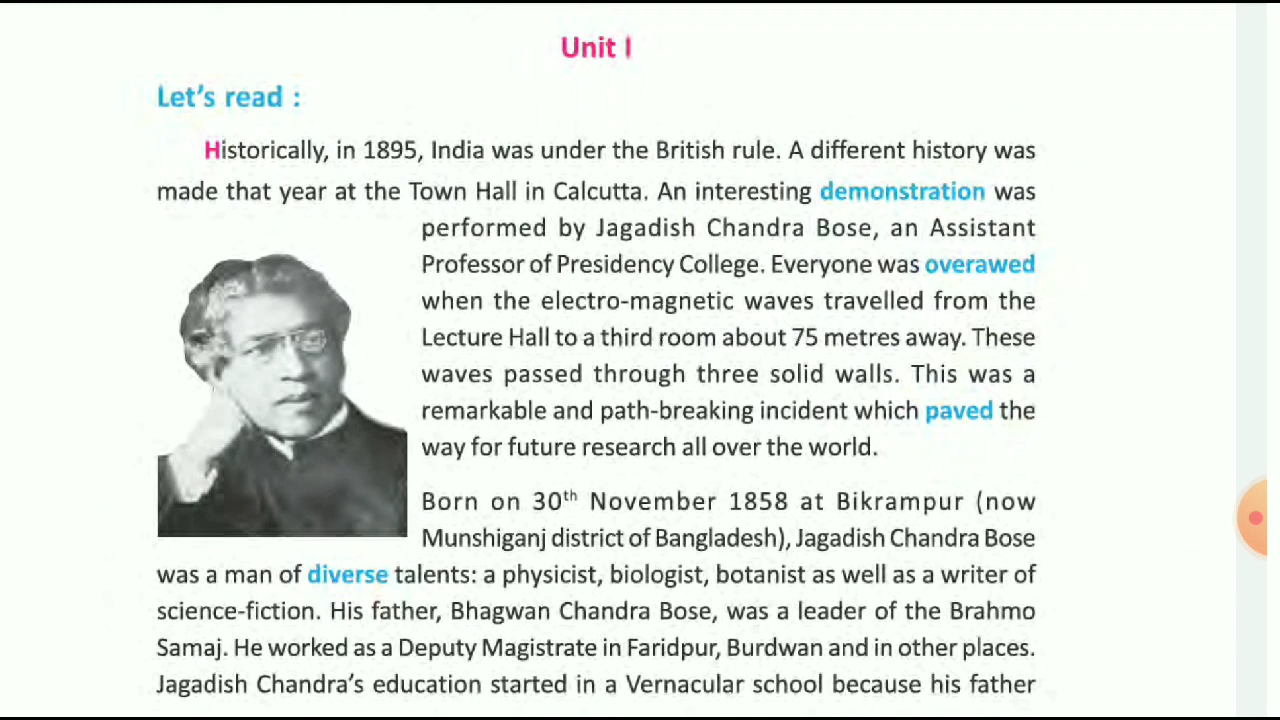 Unit I
Let's read :
Historically, in 1895, India was under the British rule. A different history was
made that year at the Town Hall in Calcutta. An interesting demonstration was
performed by Jagadish Chandra Bose, an Assistant
Professor of Presidency College. Everyone was overawed
when the electro-magnetic waves travelled from the
Lecture Hall to a third room about 75 metres away. These
waves passed through three solid walls. This was a
remarkable and path-breaking incident which paved the
way for future research all over the world.
Born on 30th November 1858 at Bikrampur (now
Munshiganj district of Bangladesh), Jagadish Chandra Bose
was a man of diverse talents: a physicist, biologist, botanist as well as a writer of
science-fiction. His father, Bhagwan Chandra Bose, was a leader of the Brahmo
Samaj. He worked as a Deputy Magistrate in Faridpur, Burdwan and in other places.
Jagadish Chandra's education started in a Vernacular school because his father